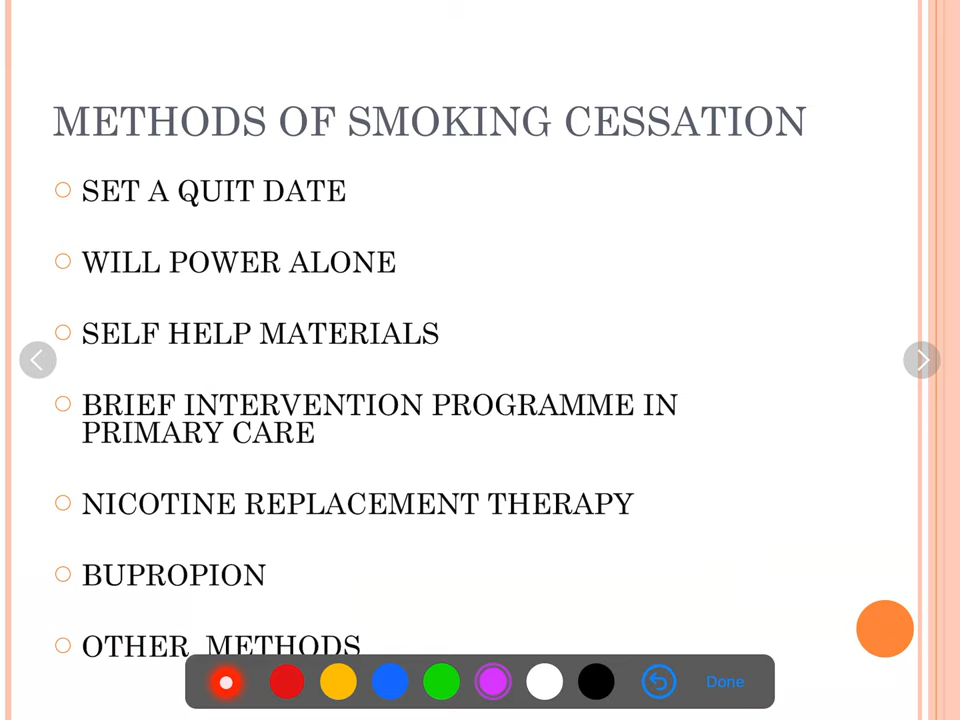 METHODS OF SMOKING CESSATION
SET A QUIT DATE
WILL POWER ALONE
SELF HELP MATERIALS
BRIEF INTERVENTION PROGRAMME IN
PRIMARY CARE
NICOTINE REPLACEMENT THERAPY
BUPROPION
OTHER METHODS
Done